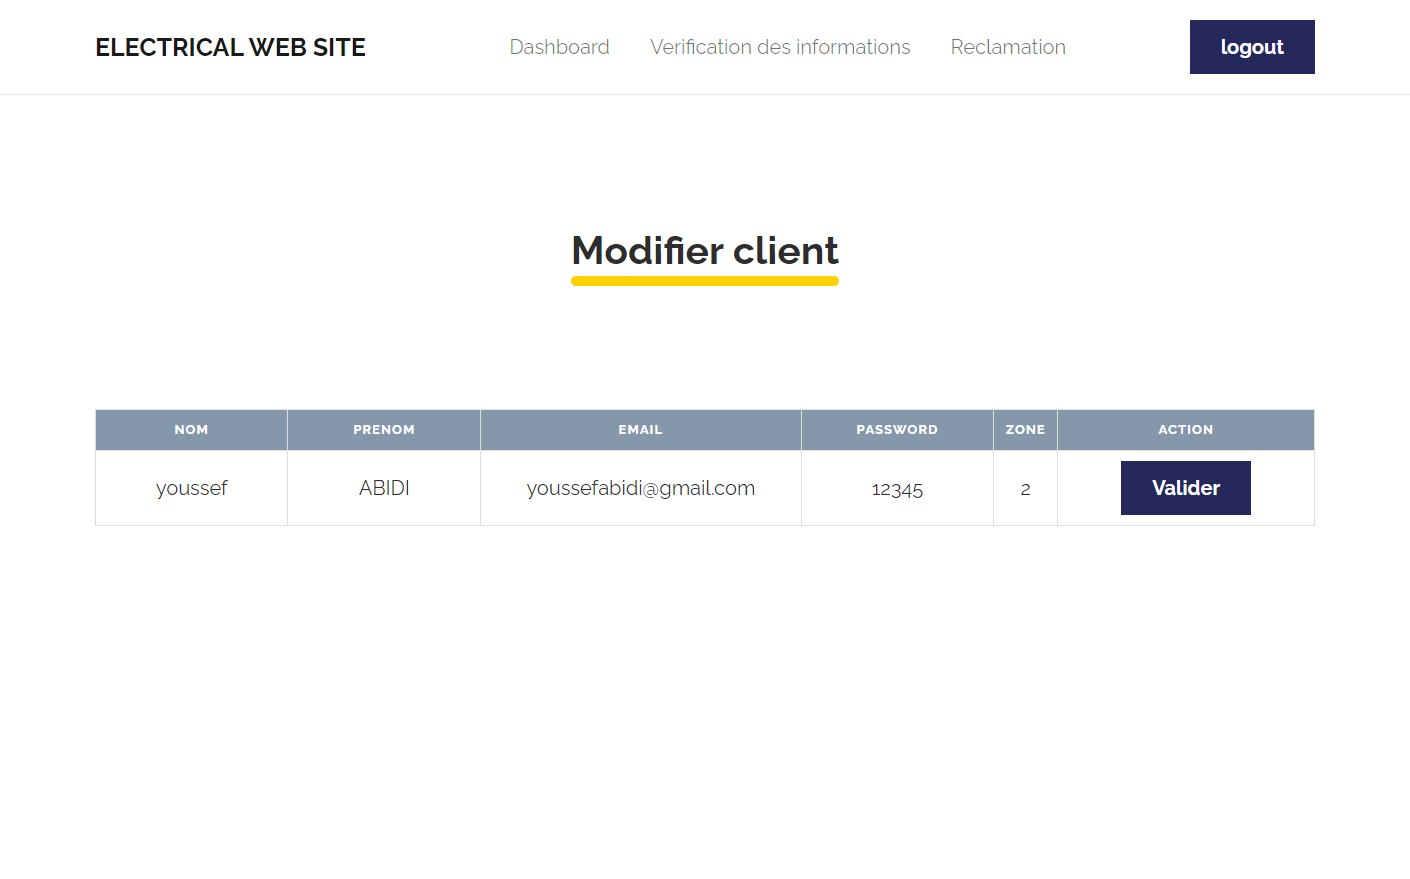 ELECTRICAL WEB SITE Dashboard Verification des informations Reclamation logout
Modifier client
NOM PRENOM EMAIL PASSWORD ZONE ACTION
youssef ABIDI youssefabidi@gmail.com 12345 2 Valider